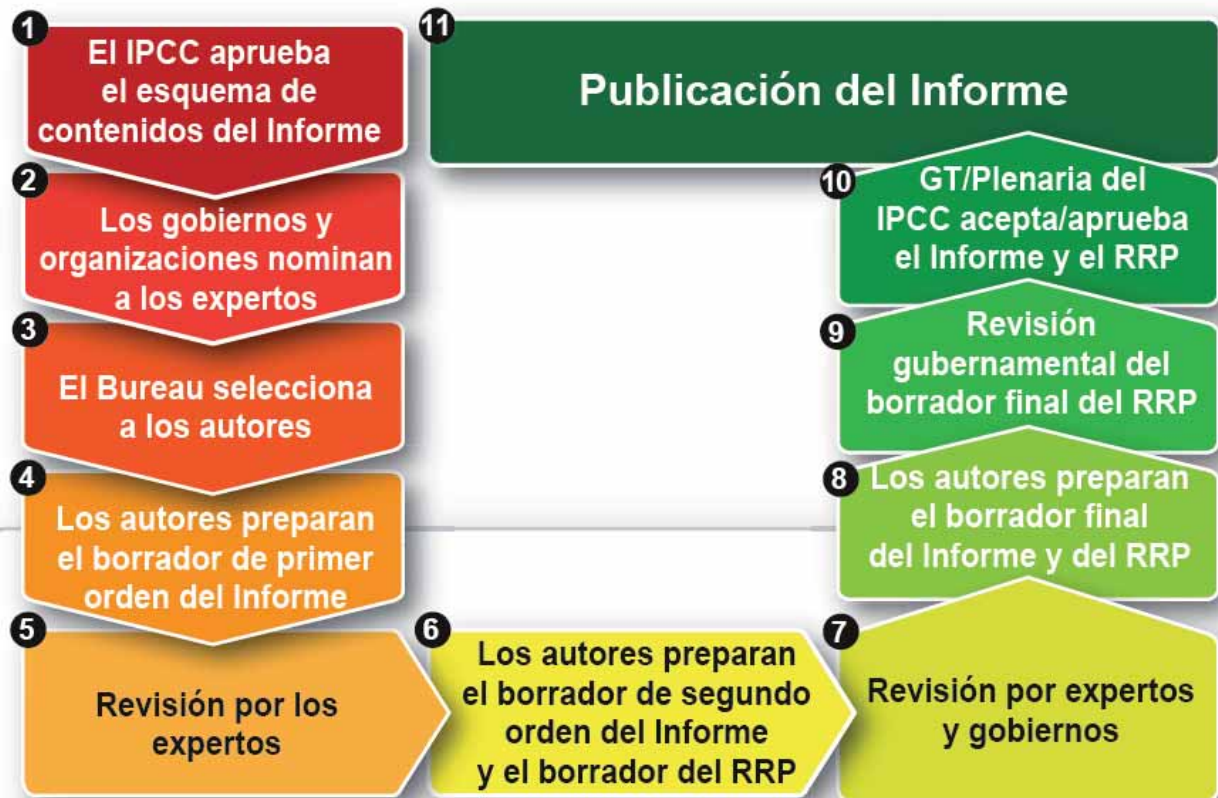 1
El IPCC aprueba
el esquema de
contenidos del Informe
2
Los gobiernos y
organizaciones nominan
a los expertos
3
El Bureau selecciona
a los autores
4
Los autores preparan
el borrador de primer
orden del Informe
5
Revisión por los
expertos
6
Los autores preparan
el borrador de segundo
orden del Informe
y el borrador del RRP
7
Revisión por expertos
y gobiernos
8
Los autores preparan
el borrador final
del Informe y del RRP
9
Revisión
gubernamental del
borrador final del RRP
10
GT/Plenaria del
IPCC acepta/aprueba
el Informe y el RRP
11
Publicación del Informe